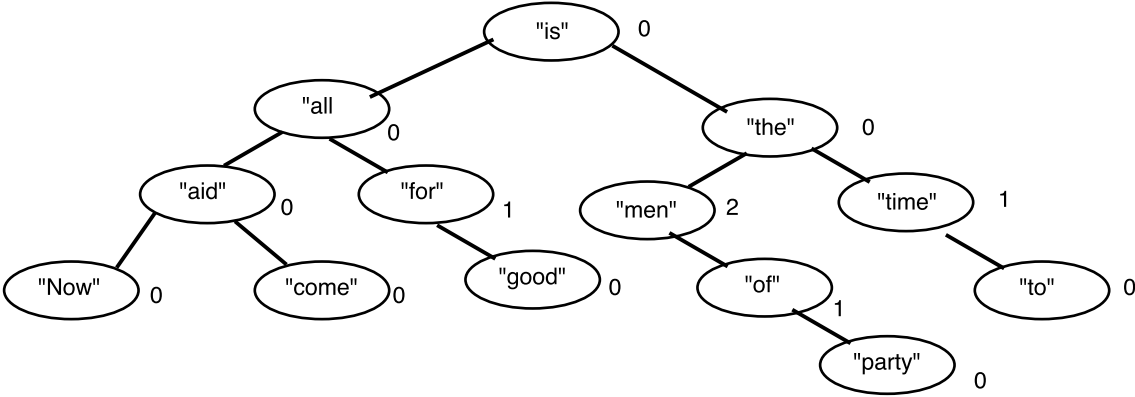 "is" 0
"all 0
"the" 0
"aid" 0
"for" 1
"men" 2
"time" 1
"Now" 0
"come" 0
"good" 0
"of" 1
"to" 0
"party" 0